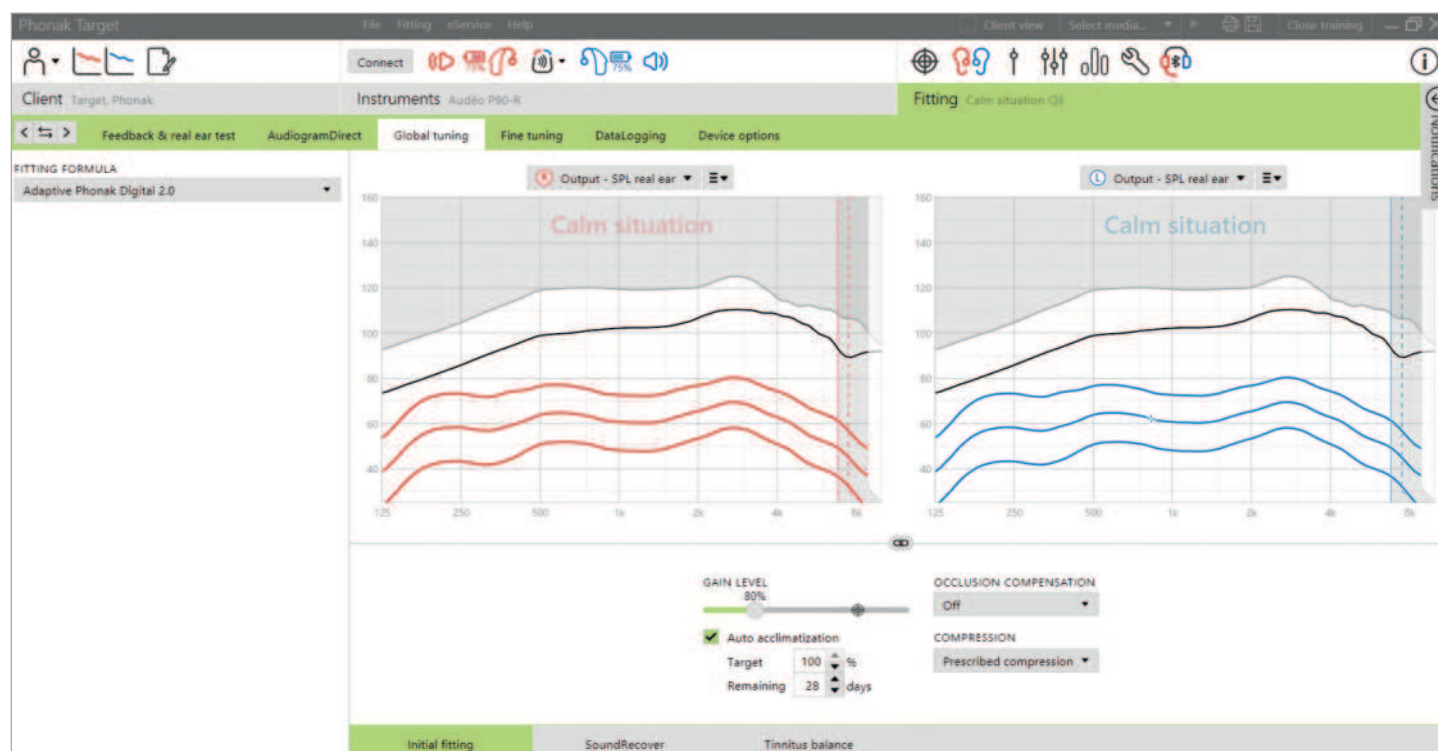 Phonak Target File Fitting eService Help Client view Select media... Close training
Connect 75%
Client Target, Phonak Instruments Audéo P90-R Fitting Calm situation
Feedback & real ear test AudiogramDirect Global tuning Fine tuning DataLogging Device options
Notifications
FITTING FORMULA
Adaptive Phonak Digital 2.0
R Output - SPL real ear L Output - SPL real ear
Calm situation Calm situation
160 160
140 140
120 120
100 100
80 80
60 60
40 40
125 250 500 1k 2k 4k 8k 125 250 500 1k 2k 4k 8k
GAIN LEVEL OCCLUSION COMPENSATION
80% Off
Auto acclimatization COMPRESSION
Target 100 % Prescribed compression
Remaining 28 days
Initial fitting SoundRecover Tinnitus balance